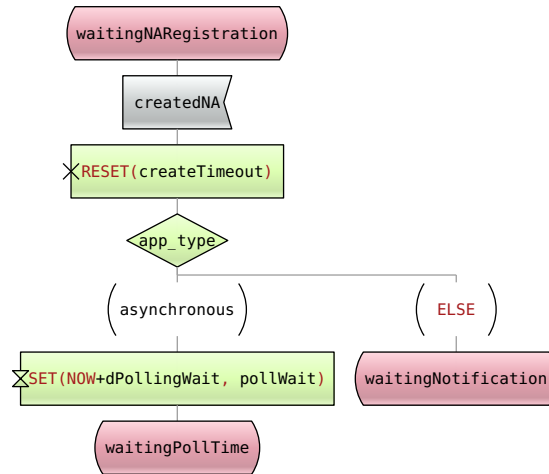 waitingNARegistration
createdNA
RESET(createTimeout)
app_type
asynchronous
ELSE
SET(NOW+dPollingWait, pollWait)
waitingNotification
waitingPollTime